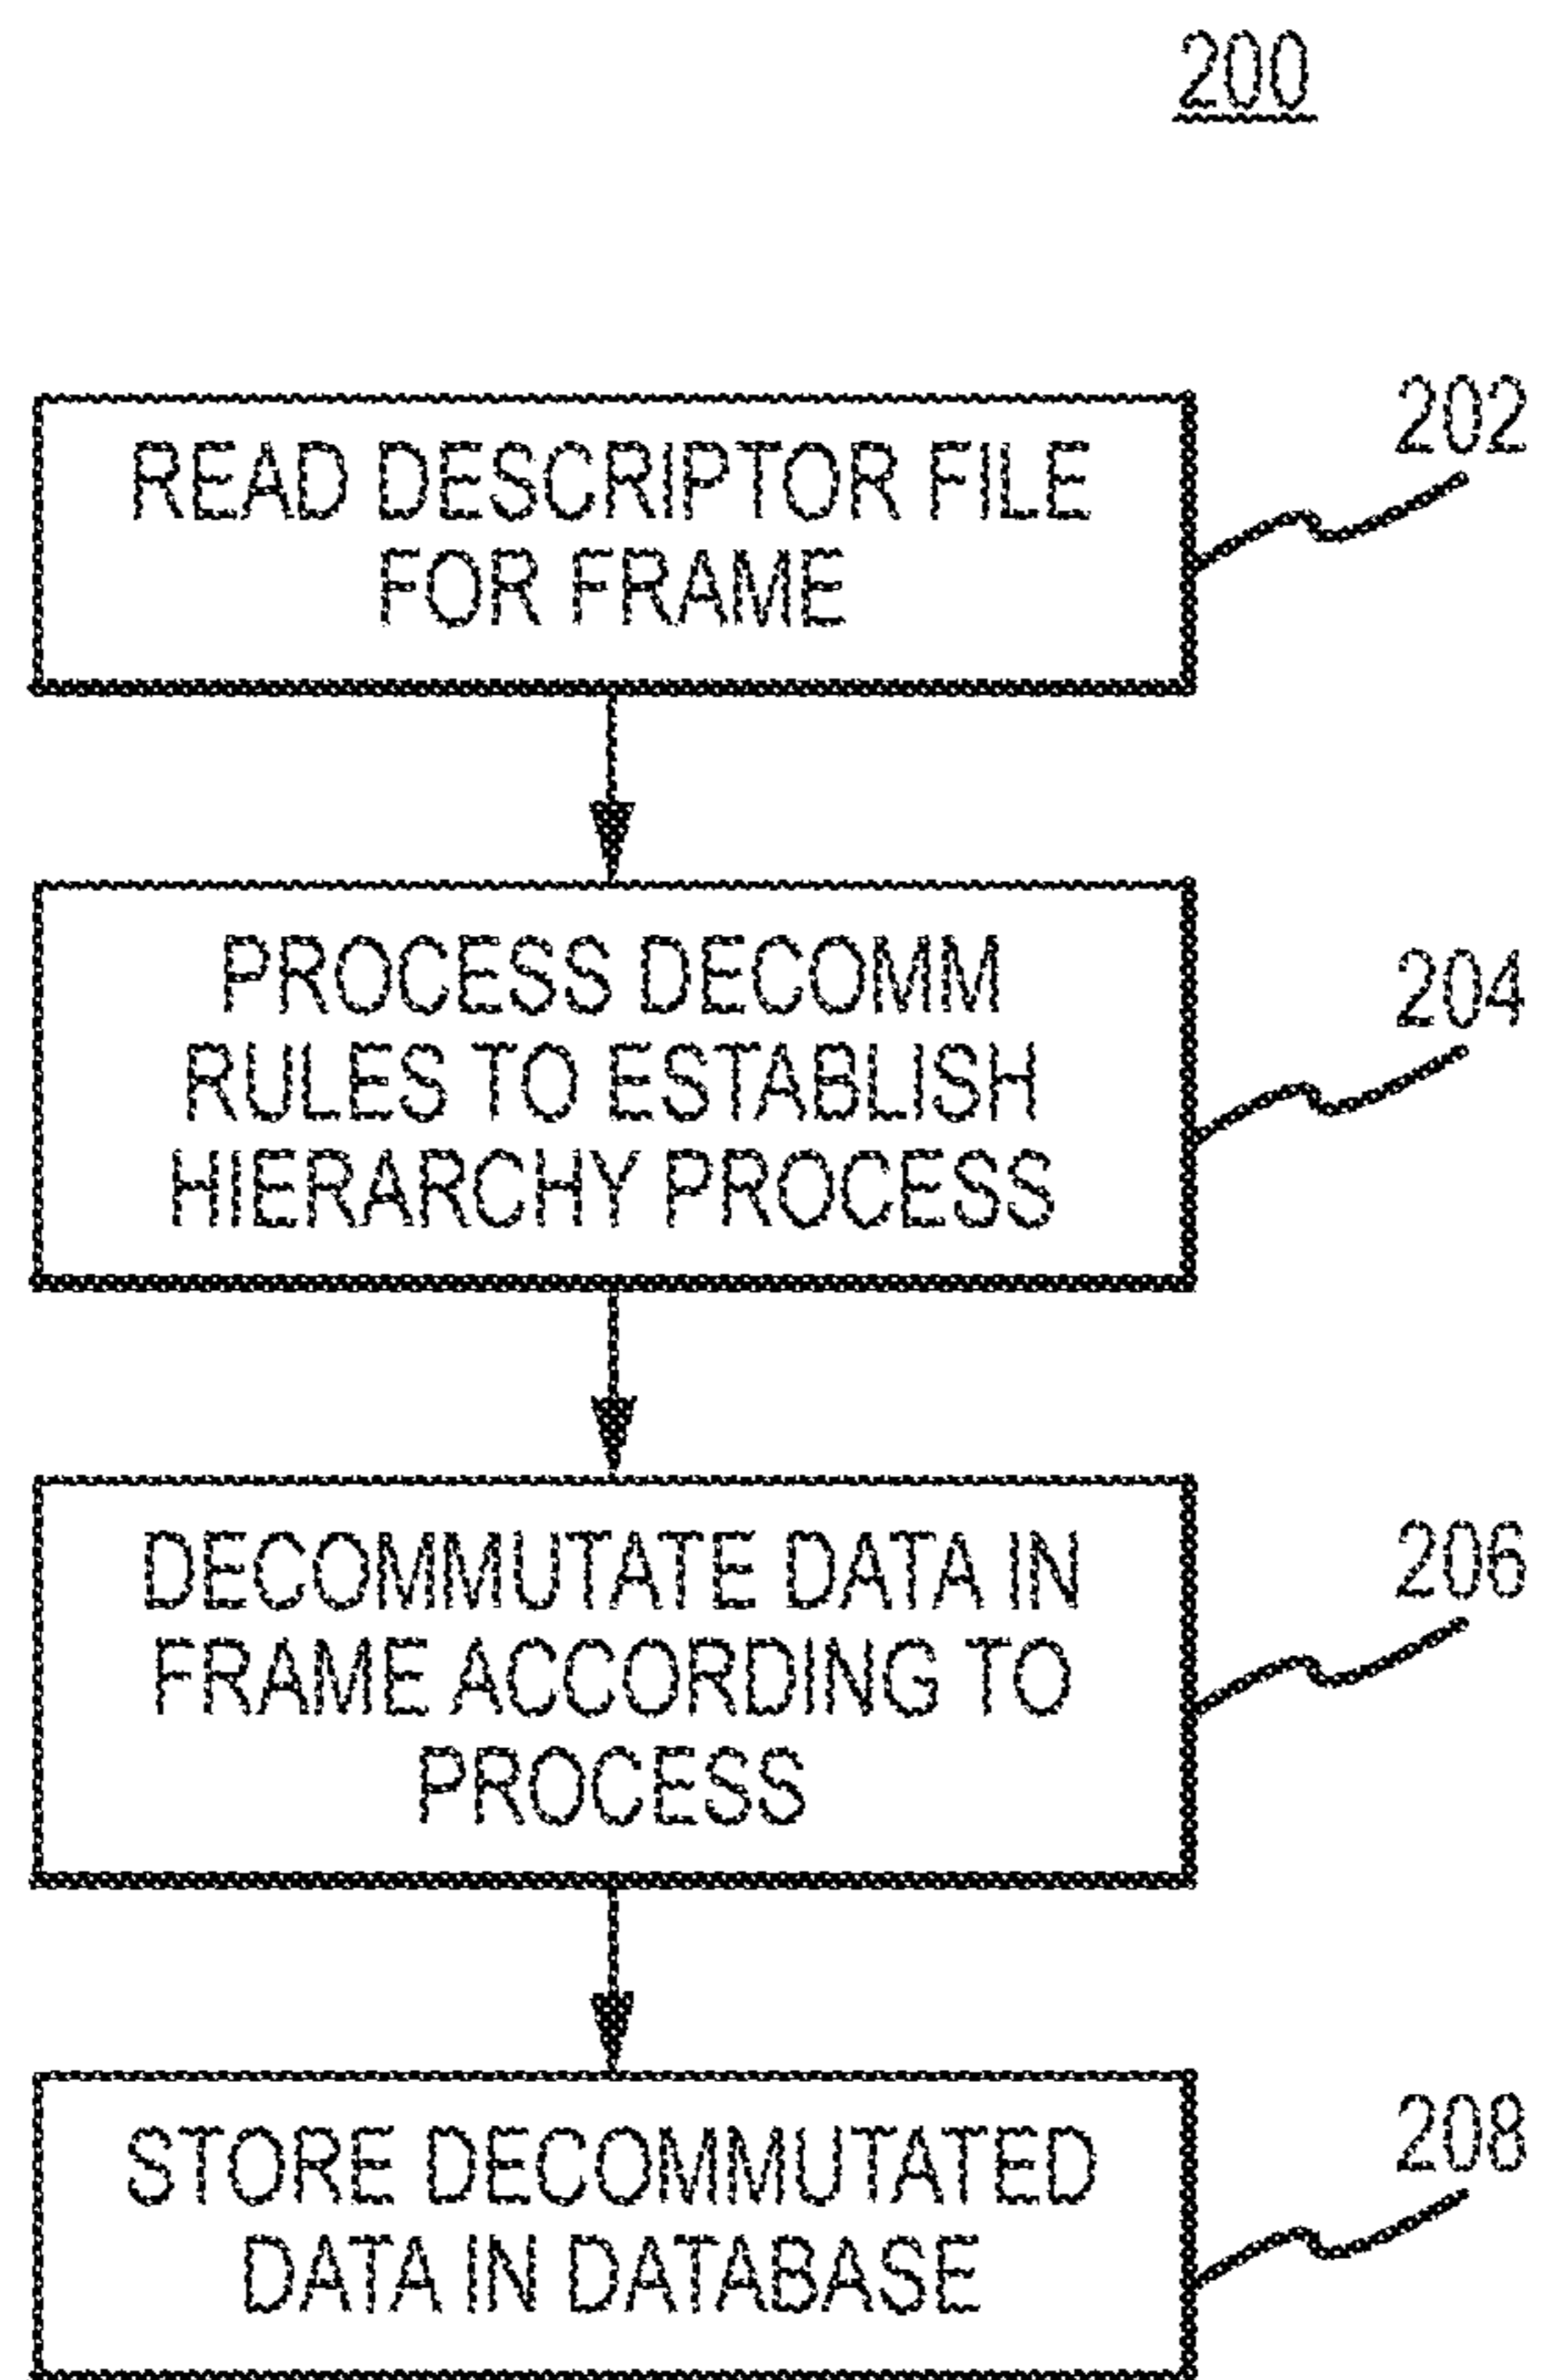 200
READ DESCRIPTOR FILE
FOR FRAME
202
PROCESS DECOMM
RULES TO ESTABLISH
HIERARCHY PROCESS
204
DECOMMUTATE DATA IN
FRAME ACCORDING TO
PROCESS
206
STORE DECOMMUTATED
DATA IN DATABASE
208